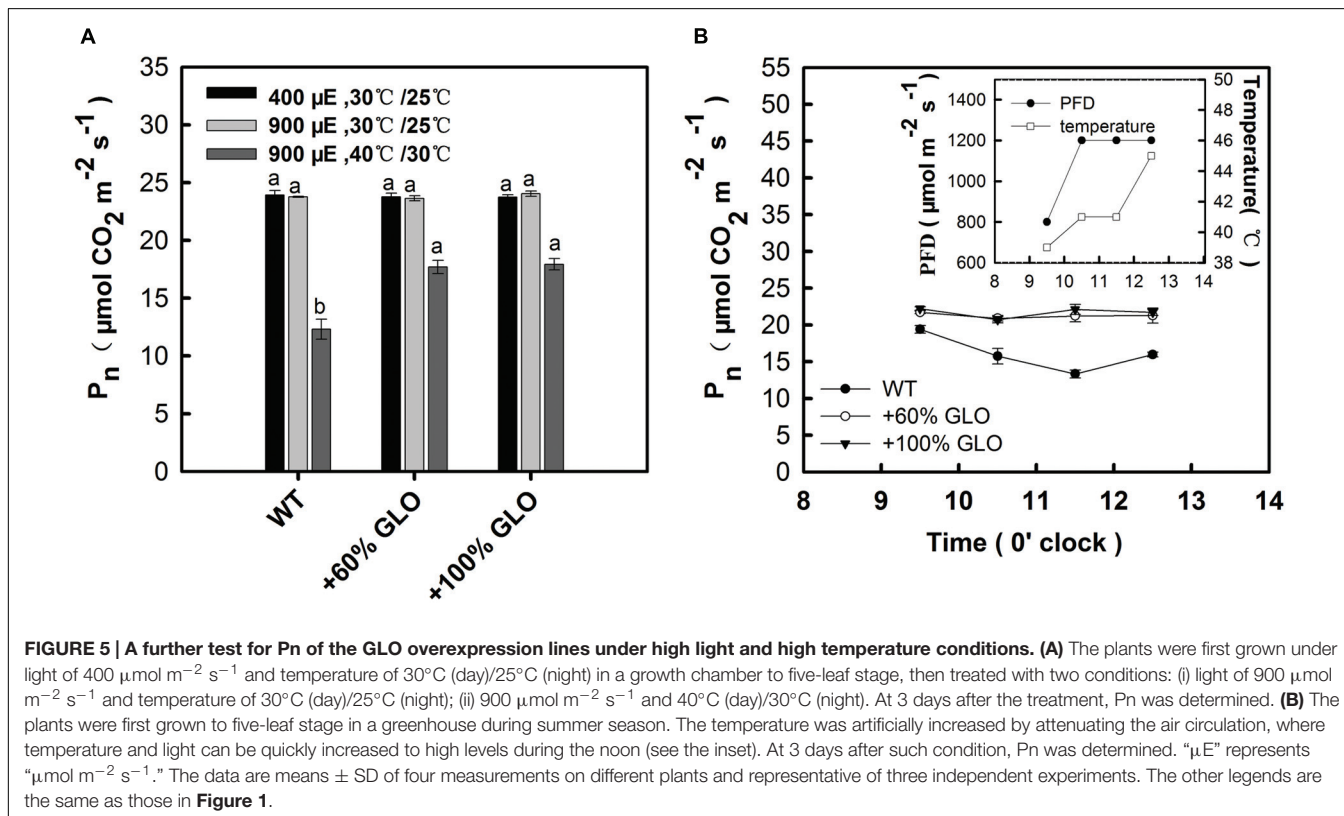 A
35
30
25
20
15
10
5
0
Pn ( μmol CO2 m-2 s-1
400 μE ,30℃ /25℃
900 μE ,30℃ /25℃
900 μE ,40℃ /30℃
a a b
a a a
a a a
WT
+60% GLO
+100% GLO
B
55
50
45
40
35
30
25
20
15
10
5
0
Pn ( μmol CO2 m-2 s-1
1400
1200
1000
800
600
PFD ( μmol m-2 s-1)
PFD
temperature
50
48
46
44
42
40
38
Temperature(℃)
8 9 10 11 12 13 14
WT
+60% GLO
+100% GLO
8 9 10 11 12 13 14
Time ( 0' clock )
FIGURE 5 | A further test for Pn of the GLO overexpression lines under high light and high temperature conditions. (A) The plants were first grown under
light of 400 μmol m−2 s−1 and temperature of 30°C (day)/25°C (night) in a growth chamber to five-leaf stage, then treated with two conditions: (i) light of 900 μmol
m−2 s−1 and temperature of 30°C (day)/25°C (night); (ii) 900 μmol m−2 s−1 and 40°C (day)/30°C (night). At 3 days after the treatment, Pn was determined. (B) The
plants were first grown to five-leaf stage in a greenhouse during summer season. The temperature was artificially increased by attenuating the air circulation, where
temperature and light can be quickly increased to high levels during the noon (see the inset). At 3 days after such condition, Pn was determined. “μE” represents
“μmol m−2 s−1.” The data are means ± SD of four measurements on different plants and representative of three independent experiments. The other legends are
the same as those in Figure 1.